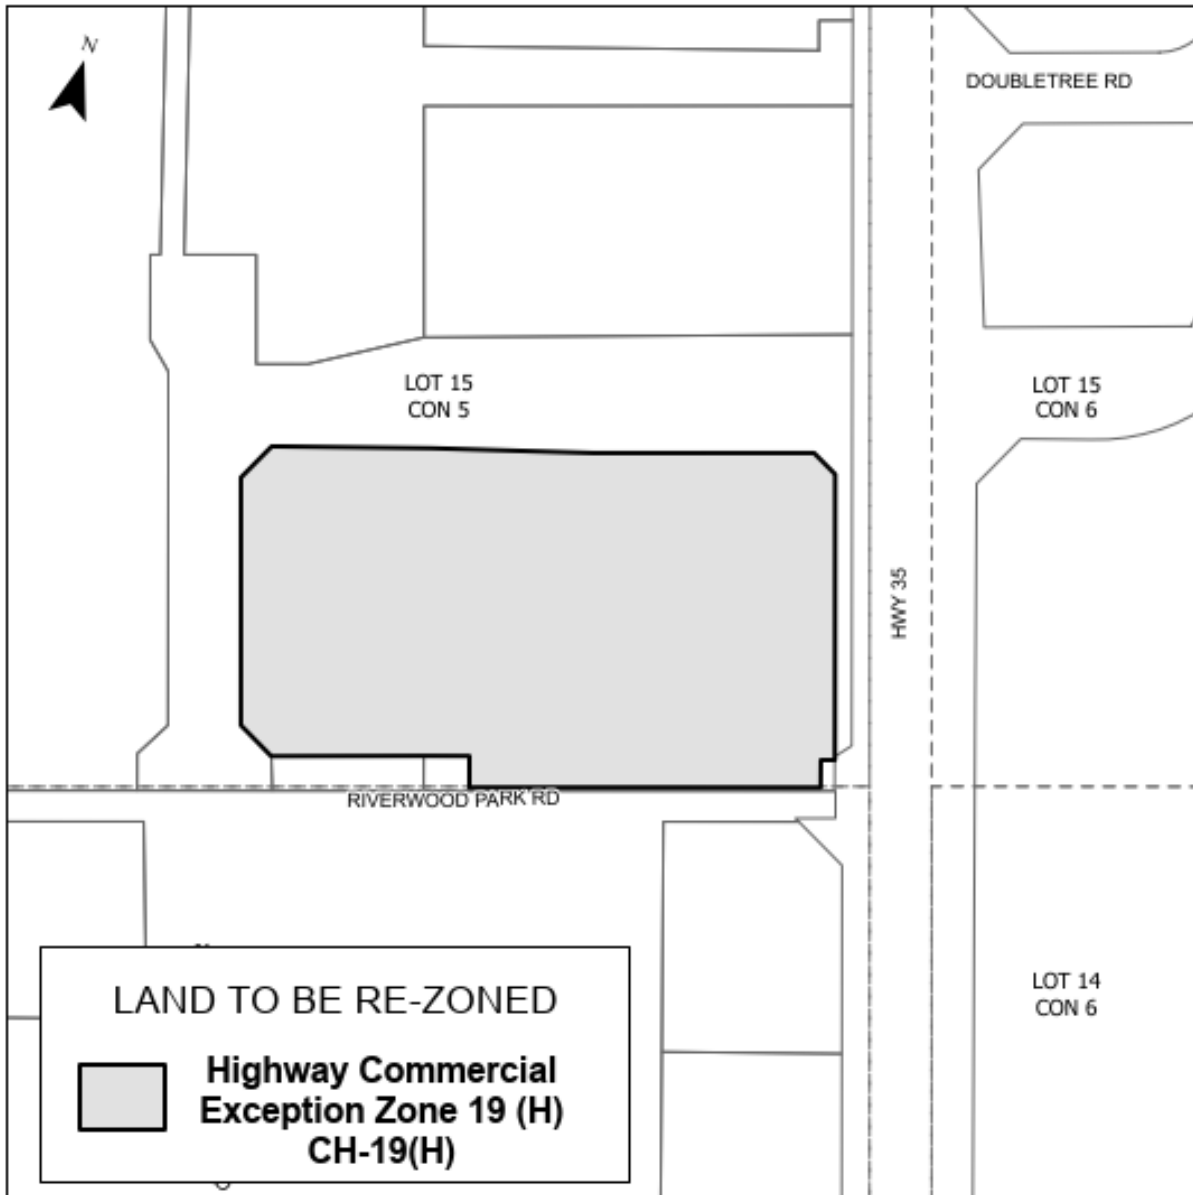 N
DOUBLETREE RD
LOT 15
CON 5
LOT 15
CON 6
HWY 35
RIVERWOOD PARK RD
LOT 14
CON 6
LAND TO BE RE-ZONED
Highway Commercial
Exception Zone 19 (H)
CH-19(H)